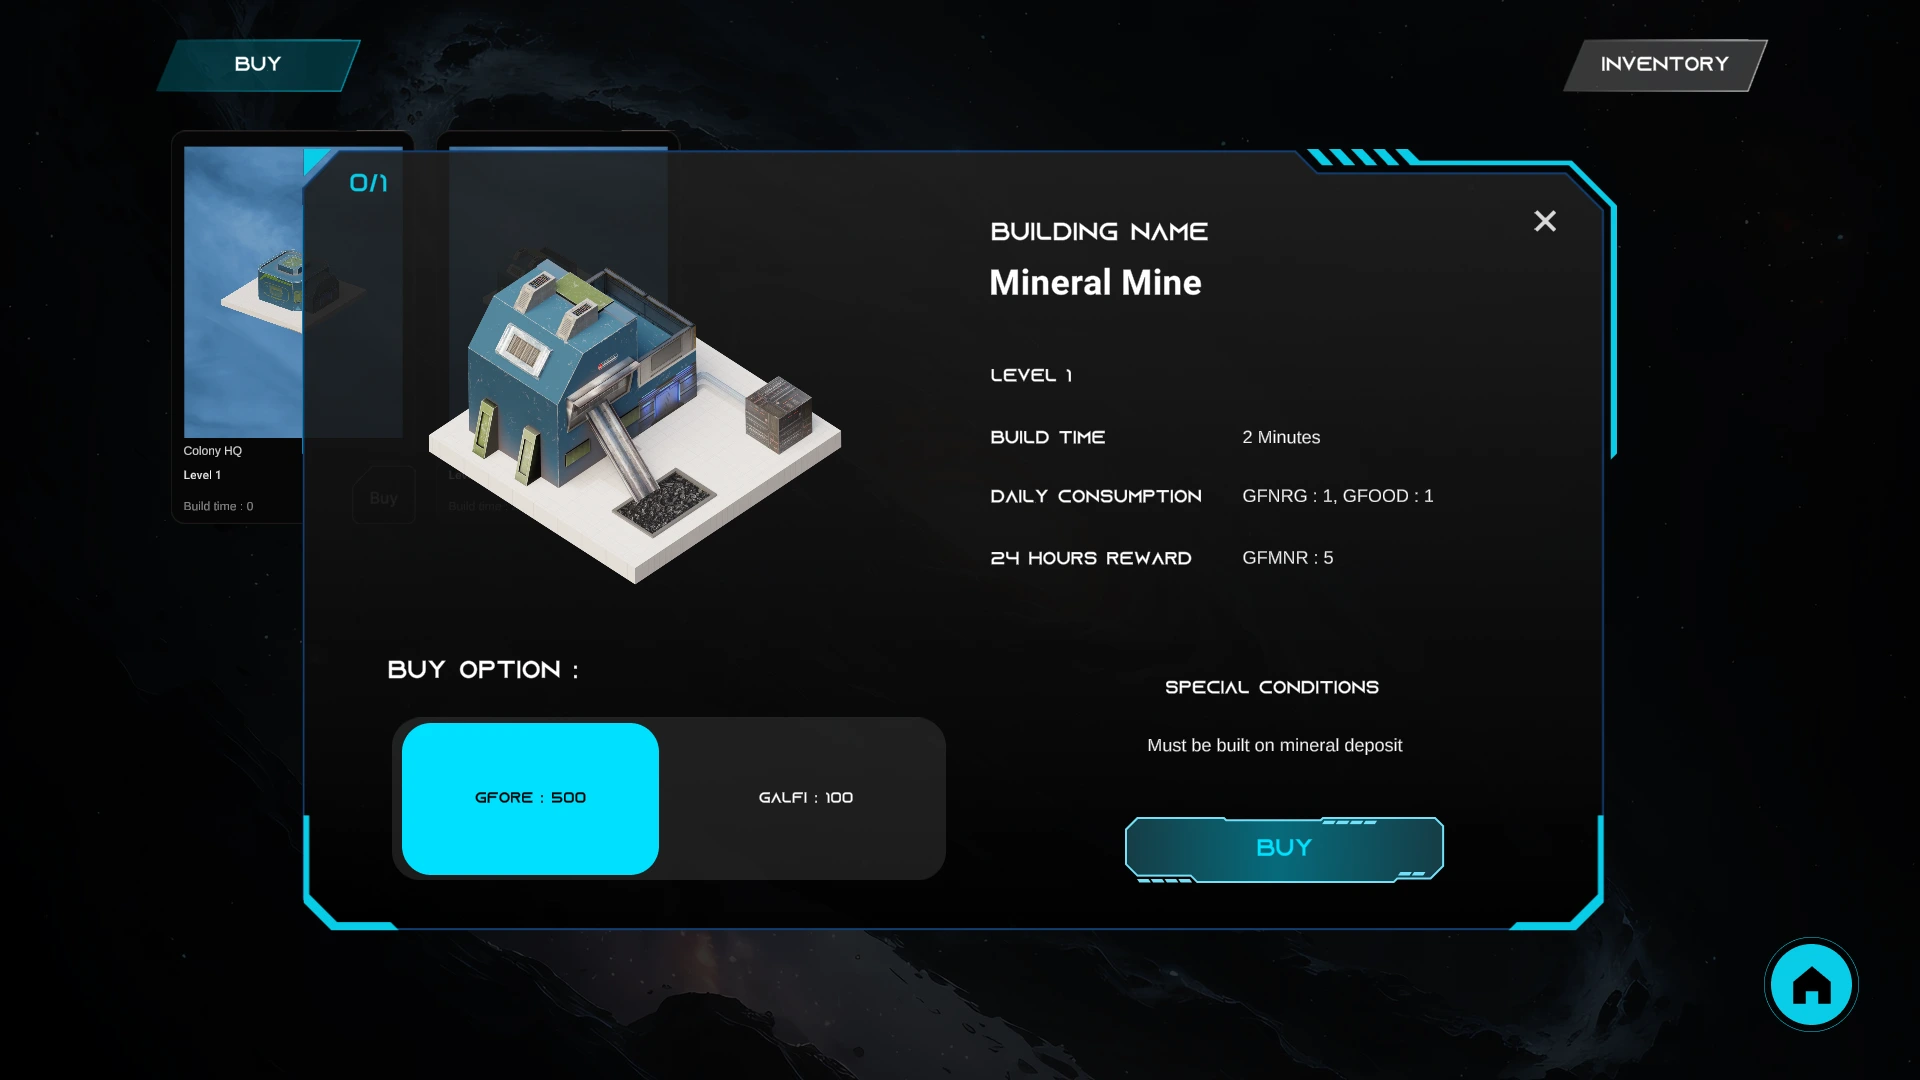 BUY
INVENTORY
0/1
BUILDING NAME
Mineral Mine
LEVEL 1
BUILD TIME
2 Minutes
DAILY CONSUMPTION
GFNRG : 1, GFOOD : 1
24 HOURS REWARD
GFMNR : 5
Colony HQ
Level 1
Build time : 0
Buy
BUY OPTION :
GFORE : 500
GALFI : 100
SPECIAL CONDITIONS
Must be built on mineral deposit
BUY